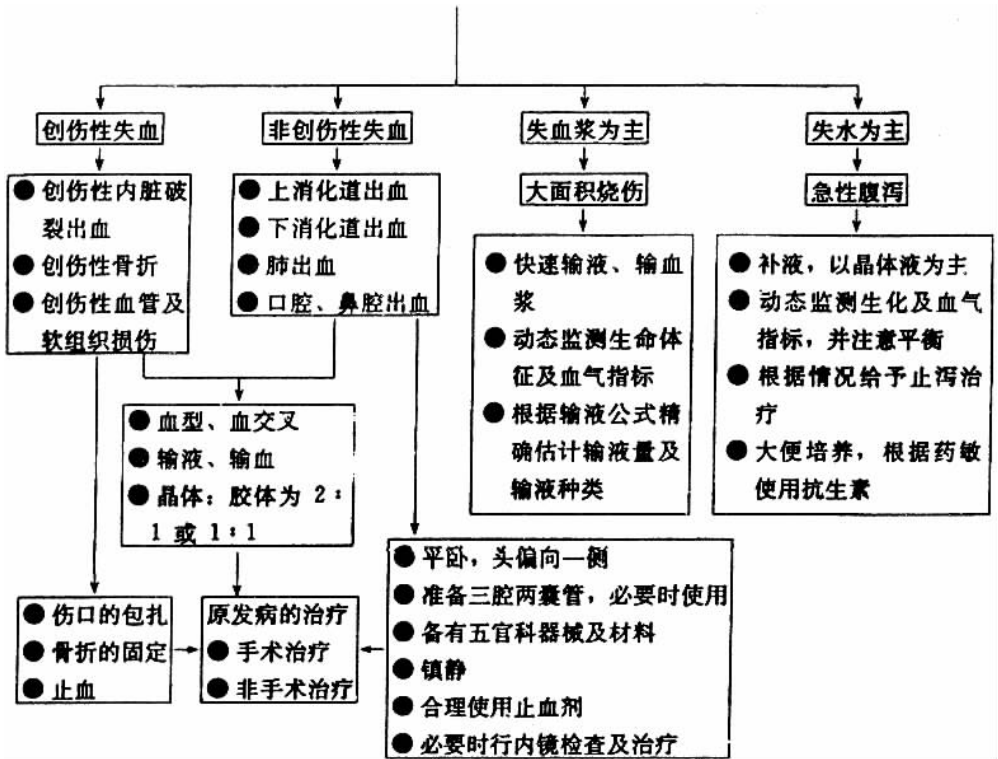 创伤性失血
非创伤性失血
失血浆为主
失水为主
● 创伤性内脏破
裂出血
● 创伤性骨折
● 创伤性血管及
软组织损伤
● 上消化道出血
● 下消化道出血
● 肺出血
● 口腔、鼻腔出血
大面积烧伤
急性腹泻
● 快速输液、输血
浆
● 动态监测生命体
征及血气指标
● 根据输液公式精
确估计输液量及
输液种类
● 补液，以晶体液为主
● 动态监测生化及血气
指标，并注意平衡
● 根据情况给予止泻治
疗
● 大便培养，根据药敏
使用抗生素
● 血型、血交叉
● 输液、输血
● 晶体：胶体为 2：
1 或 1：1
● 伤口的包扎
● 骨折的固定
● 止血
原发病的治疗
● 手术治疗
● 非手术治疗
● 平卧，头偏向一侧
● 准备三腔两囊管，必要时使用
● 备有五官科器械及材料
● 镇静
● 合理使用止血剂
● 必要时行内镜检查及治疗